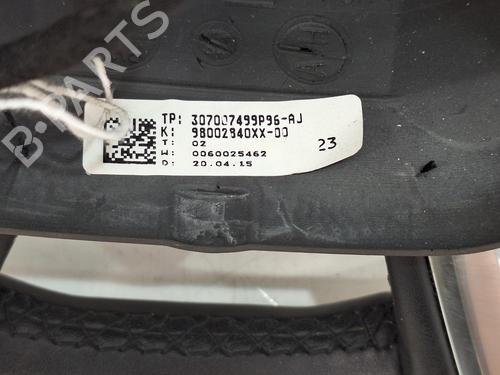 B-PARTS
TP: 307007499P96-AJ
K: 98002840XX-00
T: 02
W: 0060025462
D: 20.04.15
23